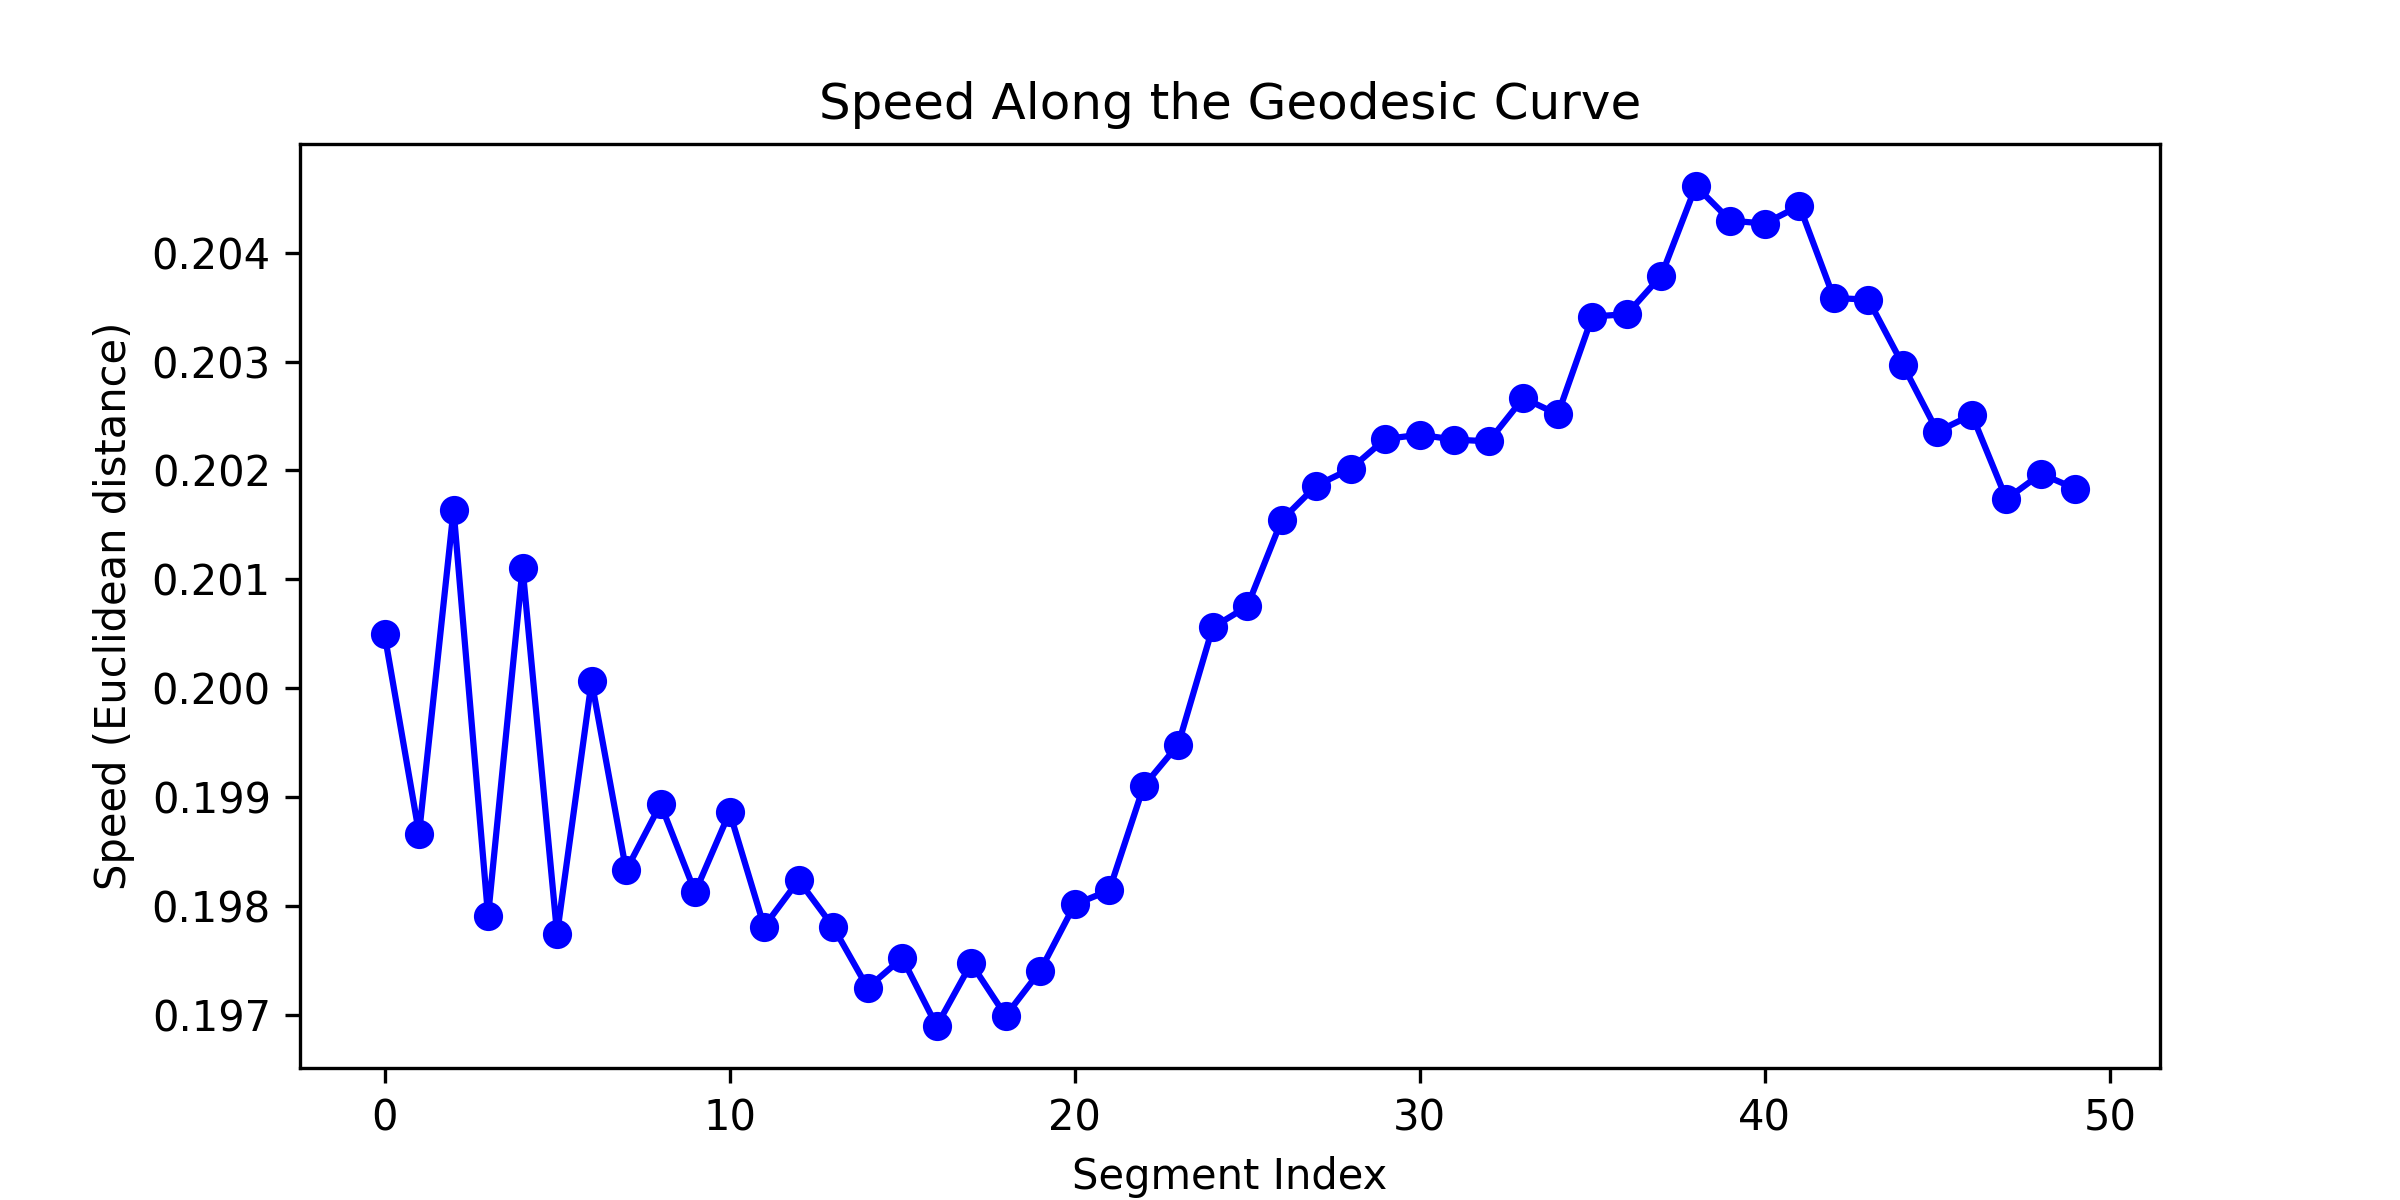 Speed Along the Geodesic Curve
Speed (Euclidean distance)
0.204
0.203
0.202
0.201
0.200
0.199
0.198
0.197
0 10 20 30 40 50
Segment Index